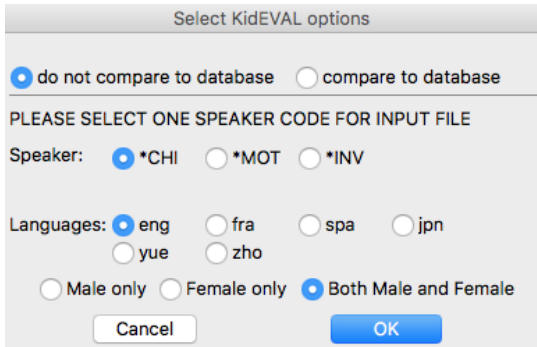 Select KidEVAL options
do not compare to database compare to database
PLEASE SELECT ONE SPEAKER CODE FOR INPUT FILE
Speaker: *CHI *MOT *INV
Languages: eng fra spa jpn
yue zho
Male only Female only Both Male and Female
Cancel OK